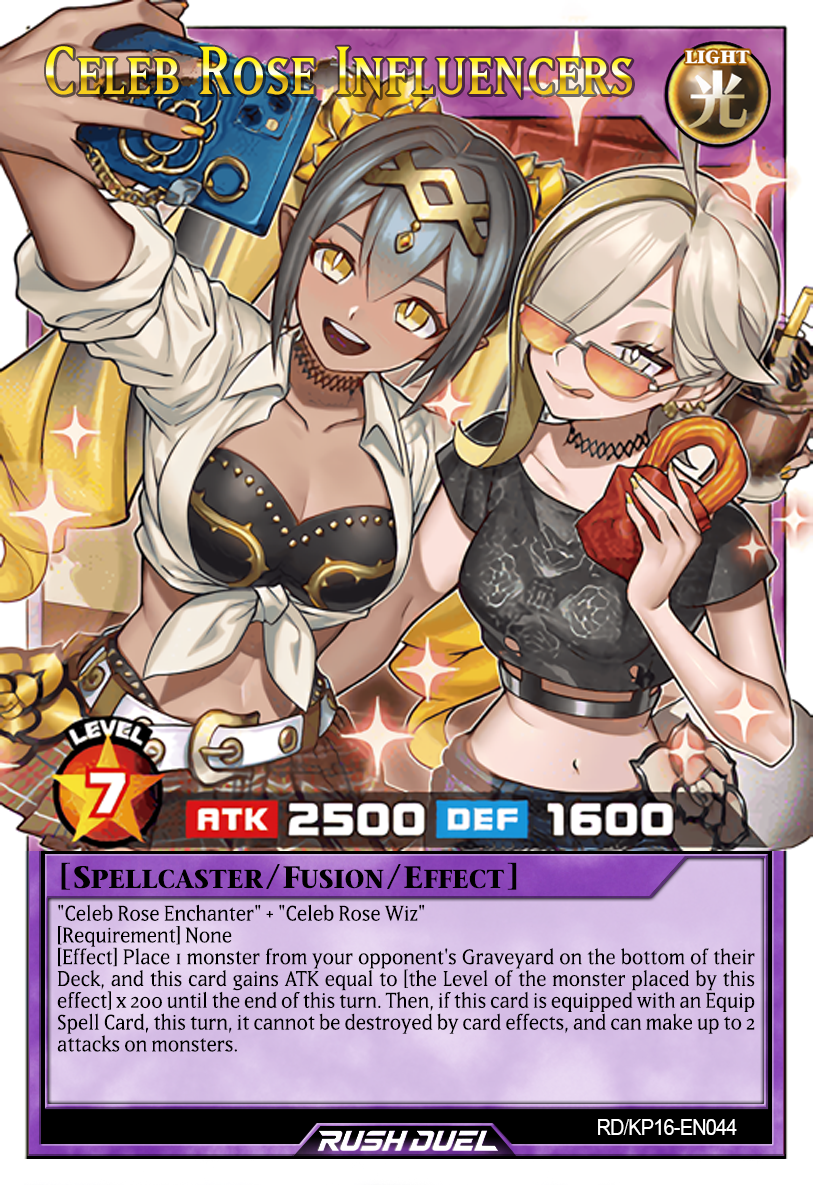 Celeb Rose Influencers
LIGHT
光
LEVEL
7
ATK 2500 DEF 1600
[Spellcaster/Fusion/Effect]
"Celeb Rose Enchanter" + "Celeb Rose Wiz"
[Requirement] None
[Effect] Place 1 monster from your opponent's Graveyard on the bottom of their
Deck, and this card gains ATK equal to [the Level of the monster placed by this
effect] x 200 until the end of this turn. Then, if this card is equipped with an Equip
Spell Card, this turn, it cannot be destroyed by card effects, and can make up to 2
attacks on monsters.
RD/KP16-EN044
RUSH DUEL